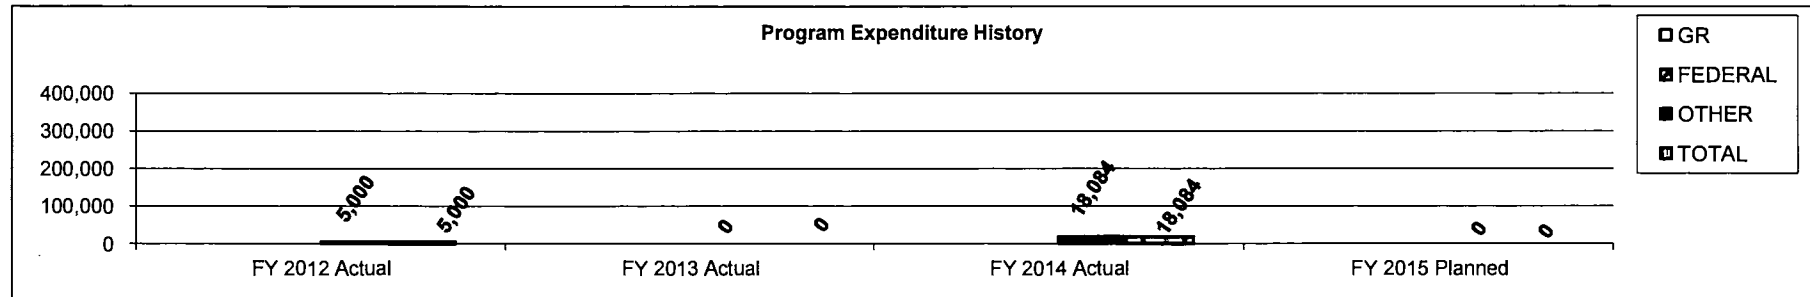 Program Expenditure History
GR
FEDERAL
OTHER
TOTAL
400,000
300,000
200,000
100,000
0
5,000
5,000
0
0
18,084
18,084
0
0
FY 2012 Actual
FY 2013 Actual
FY 2014 Actual
FY 2015 Planned